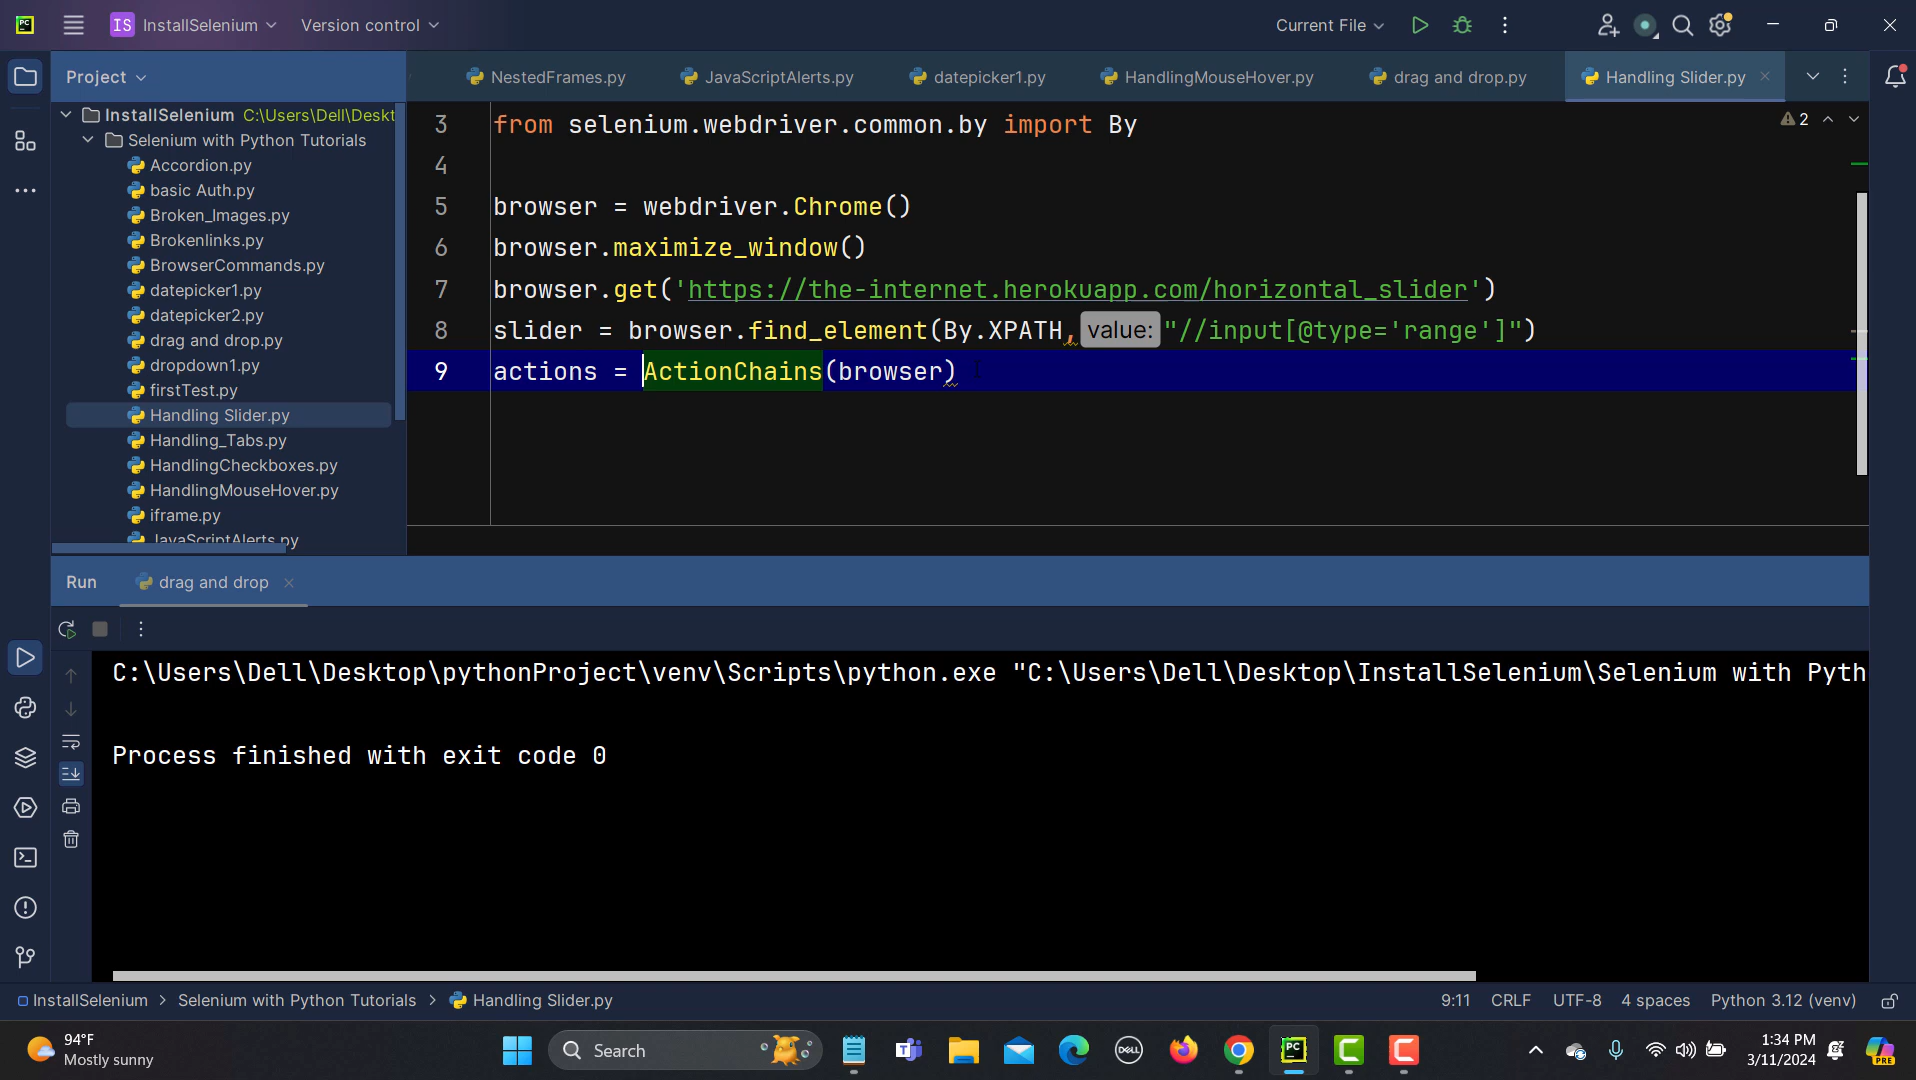 PC
IS InstallSelenium
Version control
Current File
Project
NestedFrames.py
JavaScriptAlerts.py
datepicker1.py
HandlingMouseHover.py
drag and drop.py
Handling Slider.py
InstallSelenium C:\Users\Dell\Deskt
Selenium with Python Tutorials
Accordion.py
basic Auth.py
Broken_Images.py
Brokenlinks.py
BrowserCommands.py
datepicker1.py
datepicker2.py
drag and drop.py
dropdown1.py
firstTest.py
Handling Slider.py
Handling_Tabs.py
HandlingCheckboxes.py
HandlingMouseHover.py
iframe.py
JavaScriptAlerts.py
2
3 from selenium.webdriver.common.by import By
4
5 browser = webdriver.Chrome()
6 browser.maximize_window()
7 browser.get('https://the-internet.herokuapp.com/horizontal_slider')
8 slider = browser.find_element(By.XPATH, value: "//input[@type='range']")
9 actions = ActionChains(browser)
Run
drag and drop
C:\Users\Dell\Desktop\pythonProject\venv\Scripts\python.exe "C:\Users\Dell\Desktop\InstallSelenium\Selenium with Pyth
Process finished with exit code 0
InstallSelenium > Selenium with Python Tutorials > Handling Slider.py
9:11 CRLF UTF-8 4 spaces Python 3.12 (venv)
94°F
Mostly sunny
Search
DELL
PC
1:34 PM
3/11/2024
PRE